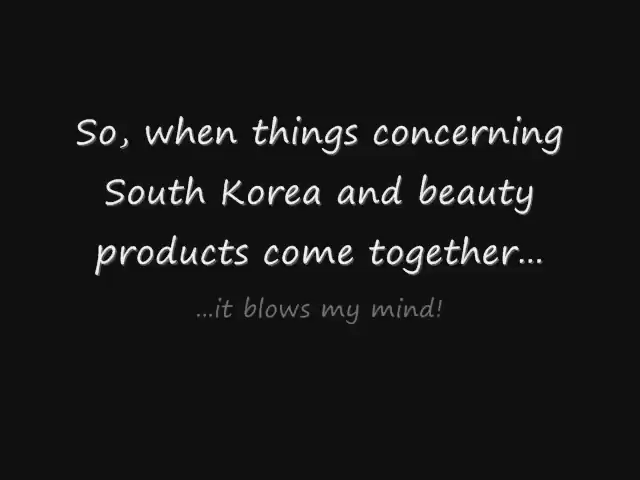 So, when things concerning
South Korea and beauty
products come together...
...it blows my mind!